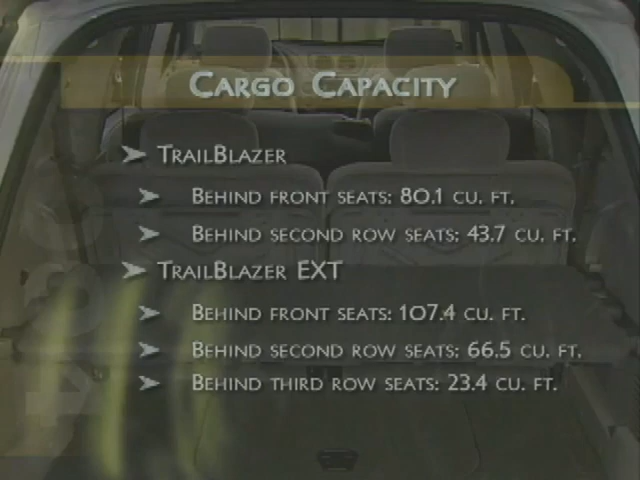 CARGO CAPACITY
TRAILBLAZER
BEHIND FRONT SEATS: 80.1 CU. FT.
BEHIND SECOND ROW SEATS: 43.7 CU. FT.
TRAILBLAZER EXT
BEHIND FRONT SEATS: 107.4 CU. FT.
BEHIND SECOND ROW SEATS: 66.5 CU. FT.
BEHIND THIRD ROW SEATS: 23.4 CU. FT.